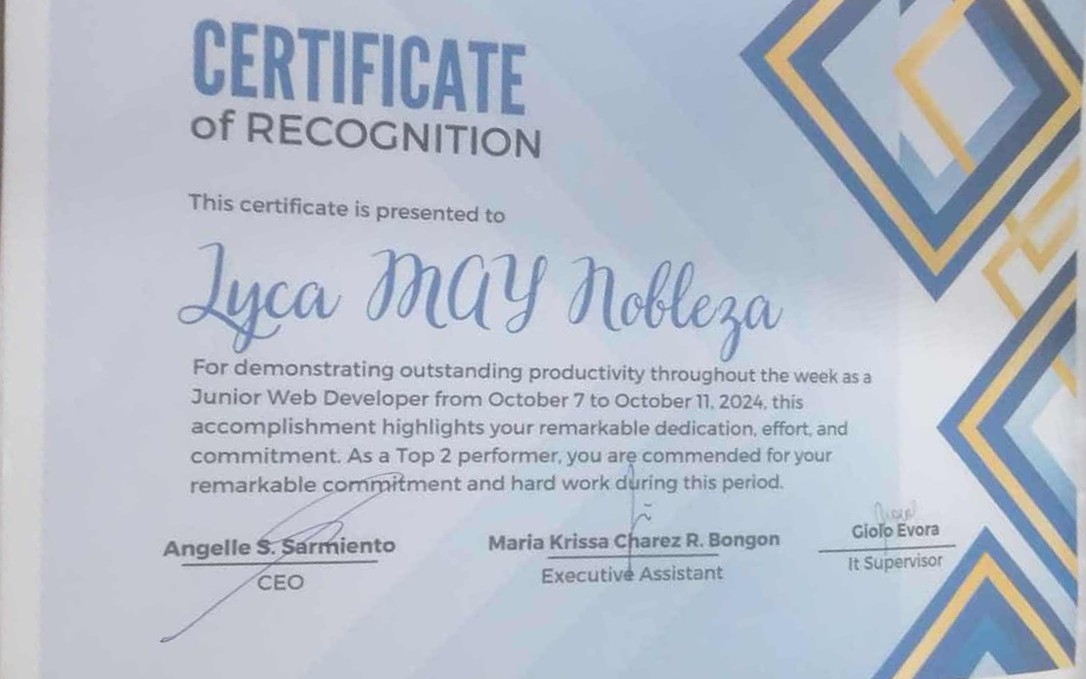 CERTIFICATE
of RECOGNITION
This certificate is presented to
Lyca MAY Nobleza
For demonstrating outstanding productivity throughout the week as a
Junior Web Developer from October 7 to October 11, 2024, this
accomplishment highlights your remarkable dedication, effort, and
commitment. As a Top 2 performer, you are commended for your
remarkable commitment and hard work during this period.
Angelle S. Sarmiento
CEO
Maria Krissa Charez R. Bongon
Executive Assistant
Giolo Evora
It Supervisor